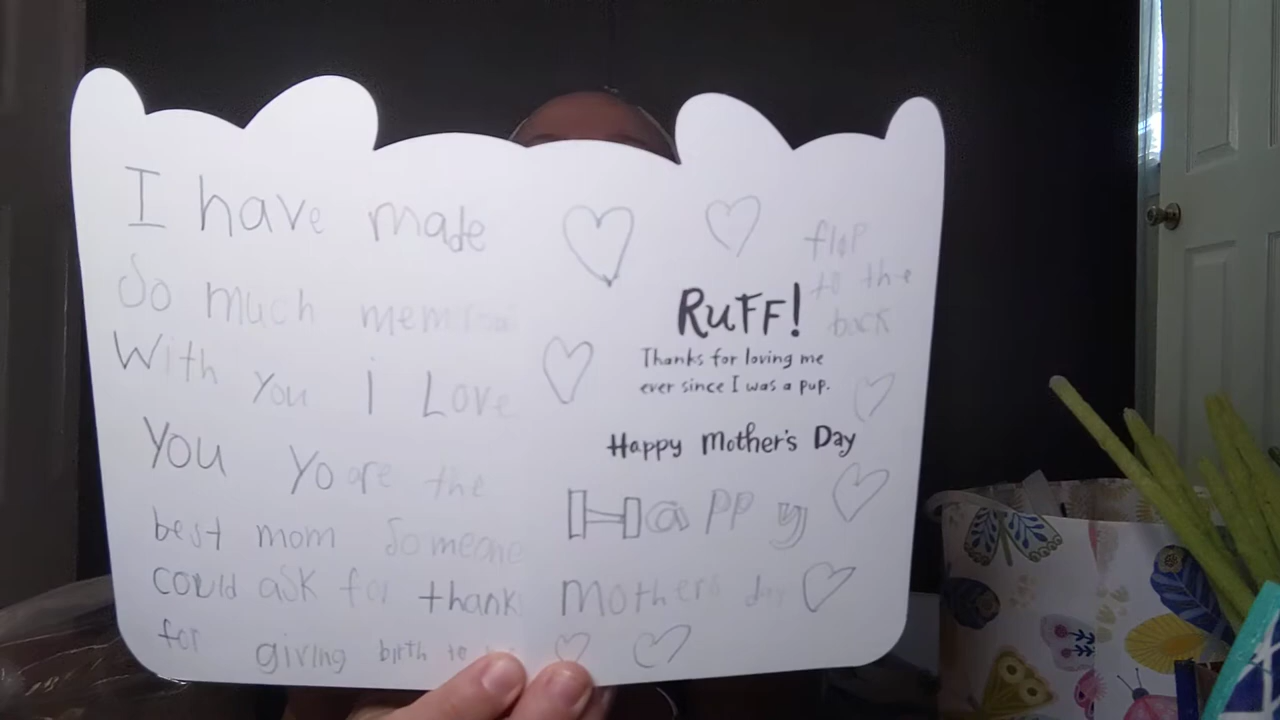 I have made
So much
With you i Love
You Yo are the
best mom Someone
could ask for thank
for giving birth to
flop
to the
back
RUFF!
Thanks for loving me
ever since I was a pup.
Happy Mother's Day
Happy
mothers day